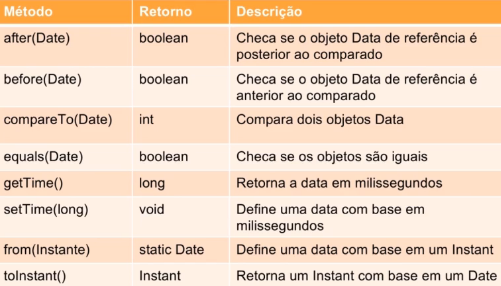 Método Retorno Descrição
after(Date) boolean Checa se o objeto Data de referência é
posterior ao comparado
before(Date) boolean Checa se o objeto Data de referência é
anterior ao comparado
compareTo(Date) int Compara dois objetos Data
equals(Date) boolean Checa se os objetos são iguais
getTime() long Retorna a data em milissegundos
setTime(long) void Define uma data com base em
milissegundos
from(Instante) static Date Define uma data com base em um Instant
toInstant() Instant Retorna um Instant com base em um Date